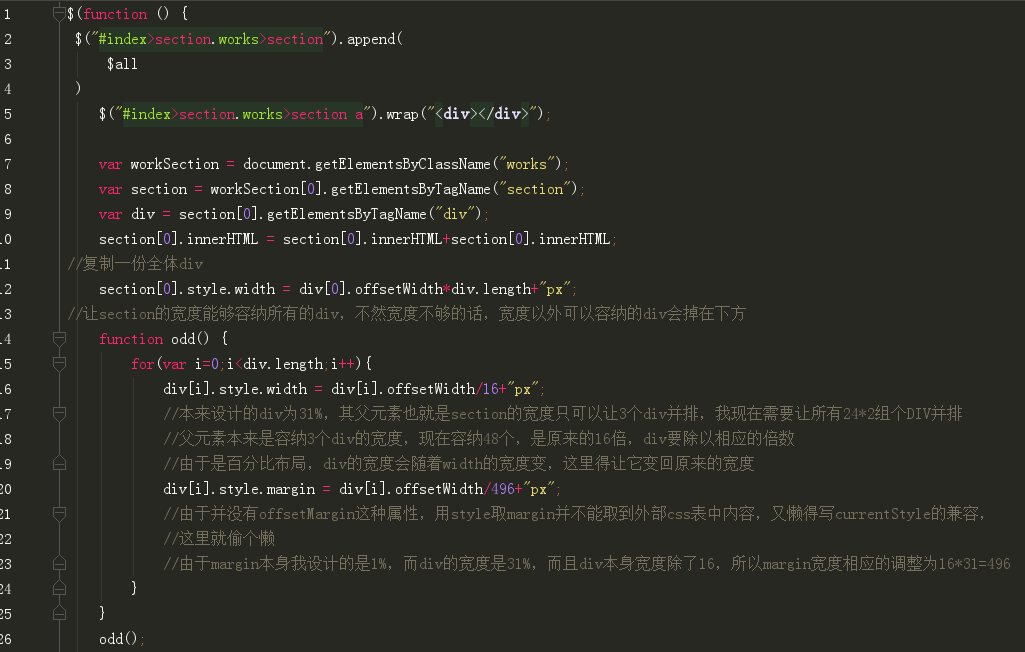 1 $(function () {
2 $("#index>section.works>section").append(
3 $all
4 )
5 $("#index>section.works>section a").wrap("<div></div>");
6
7 var workSection = document.getElementsByClassName("works");
8 var section = workSection[0].getElementsByTagName("section");
9 var div = section[0].getElementsByTagName("div");
10 section[0].innerHTML = section[0].innerHTML+section[0].innerHTML;
11 //复制一份全体div
12 section[0].style.width = div[0].offsetWidth*div.length+"px";
13 //让section的宽度能够容纳所有的div，不然宽度不够的话，宽度以外可以容纳的div会掉在下方
14 function odd() {
15 for(var i=0;i<div.length;i++){
16 div[i].style.width = div[i].offsetWidth/16+"px";
17 //本来设计的div为31%，其父元素也就是section的宽度只可以让3个div并排，我现在需要让所有24*2组个DIV并排
18 //父元素本来是容纳3个div的宽度，现在容纳48个，是原来的16倍，div要除以相应的倍数
19 //由于是百分比布局，div的宽度会随着width的宽度变，这里得让它变回原来的宽度
20 div[i].style.margin = div[i].offsetWidth/496+"px";
21 //由于并没有offsetMargin这种属性，用style取margin并不能取到外部css表中内容，又懒得写currentStyle的兼容，
22 //这里就偷个懒
23 //由于margin本身我设计的是1%，而div的宽度是31%，而且div本身宽度除了16，所以margin宽度相应的调整为16*31=496
24 }
25 }
26 odd();